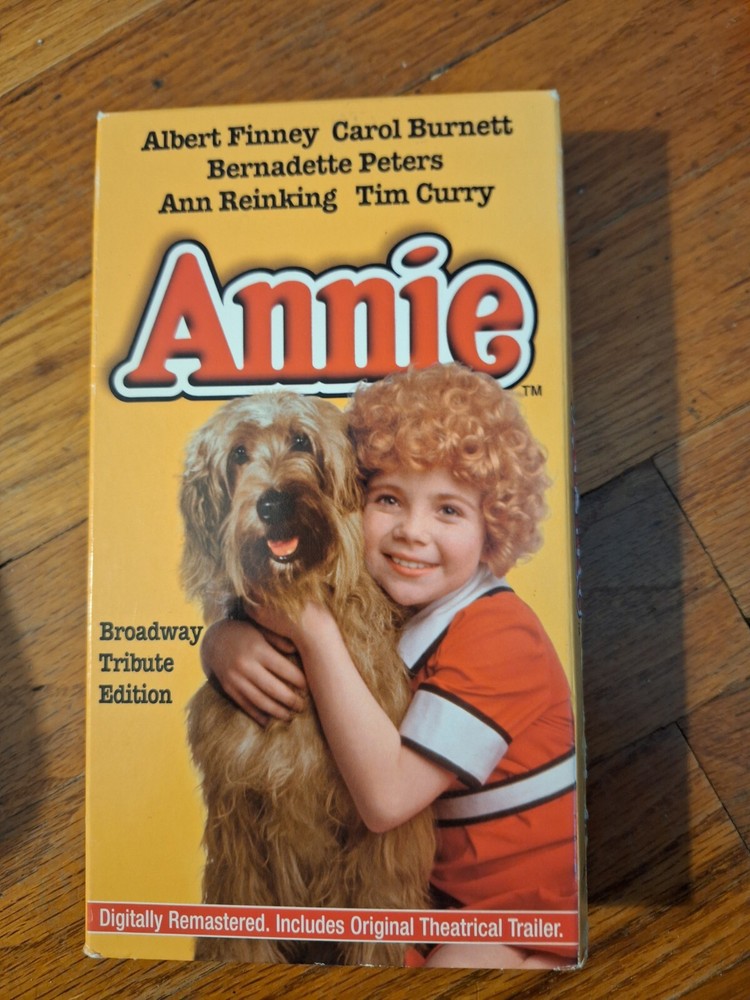 Albert Finney Carol Burnett
Bernadette Peters
Ann Reinking Tim Curry
Annie
TM
Broadway
Tribute
Edition
Digitally Remastered. Includes Original Theatrical Trailer.